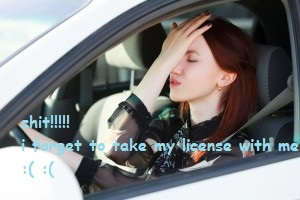 shit!!!!!
i forget to take my license with me
:( :(